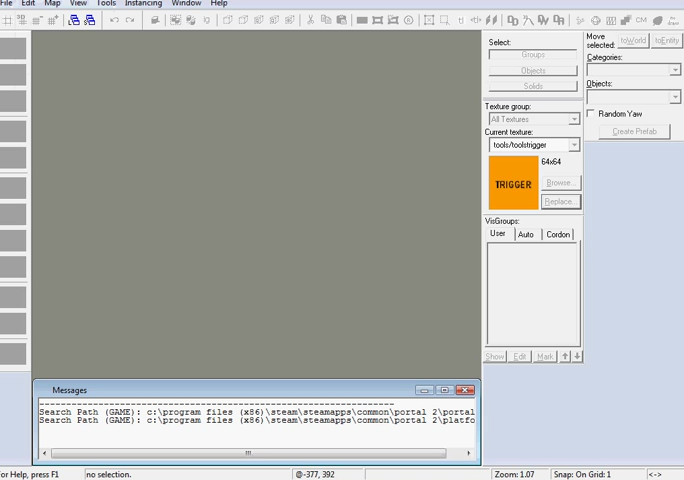 File Edit Map View Tools Instancing Window Help
Select:
Groups
Objects
Solids
Move selected:
toWorld toEntity
Categories:
Objects:
Random Yaw
Create Prefab
Texture group:
All Textures
Current texture:
tools/toolstrigger
TRIGGER
64x64
Browse...
Replace...
VisGroups:
User Auto Cordon
Show Edit Mark
Messages
Search Path (GAME): c:\program files (x86)\steam\steamapps\common\portal 2\portal
Search Path (GAME): c:\program files (x86)\steam\steamapps\common\portal 2\platfo
For Help, press F1 no selection. @-377, 392 Zoom: 1.07 Snap: On Grid: 1 <->